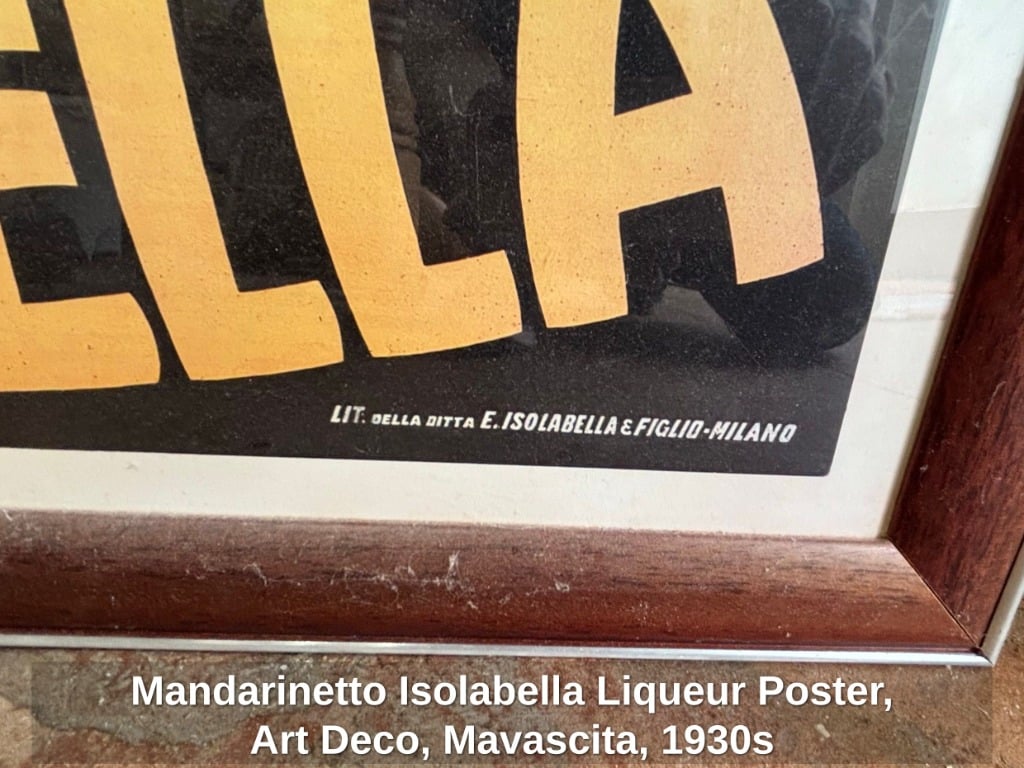 ELLA
LIT. DELLA DITTA E. ISOLABELLA & FIGLIO-MILANO
Mandarinetto Isolabella Liqueur Poster,
Art Deco, Mavascita, 1930s